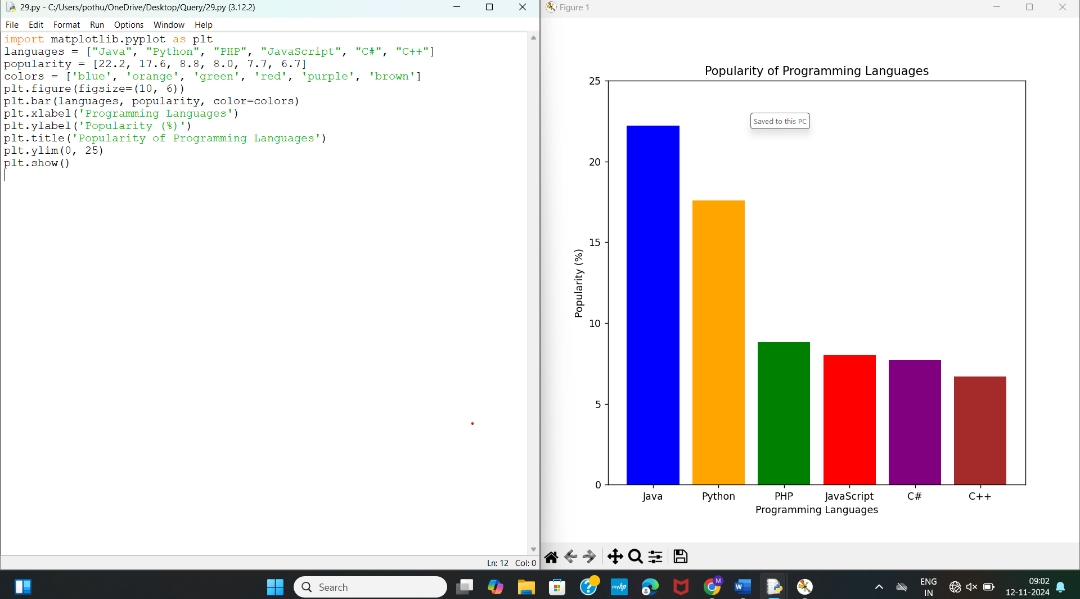 29.py - C:/Users/pothu/OneDrive/Desktop/Query/29.py (3.12.2)
File Edit Format Run Options Window Help
import matplotlib.pyplot as plt
languages = ["Java", "Python", "PHP", "JavaScript", "C#", "C++"]
popularity = [22.2, 17.6, 8.8, 8.0, 7.7, 6.7]
colors = ['blue', 'orange', 'green', 'red', 'purple', 'brown']
plt.figure(figsize=(10, 6))
plt.bar(languages, popularity, color=colors)
plt.xlabel('Programming Languages')
plt.ylabel('Popularity (%)')
plt.title('Popularity of Programming Languages')
plt.ylim(0, 25)
plt.show()
Ln: 12 Col: 0
Figure 1
Popularity of Programming Languages
Saved to this PC
25
20
15
10
5
0
Popularity (%)
Java Python PHP JavaScript C# C++
Programming Languages
Search
ENG
IN
09:02
12-11-2024